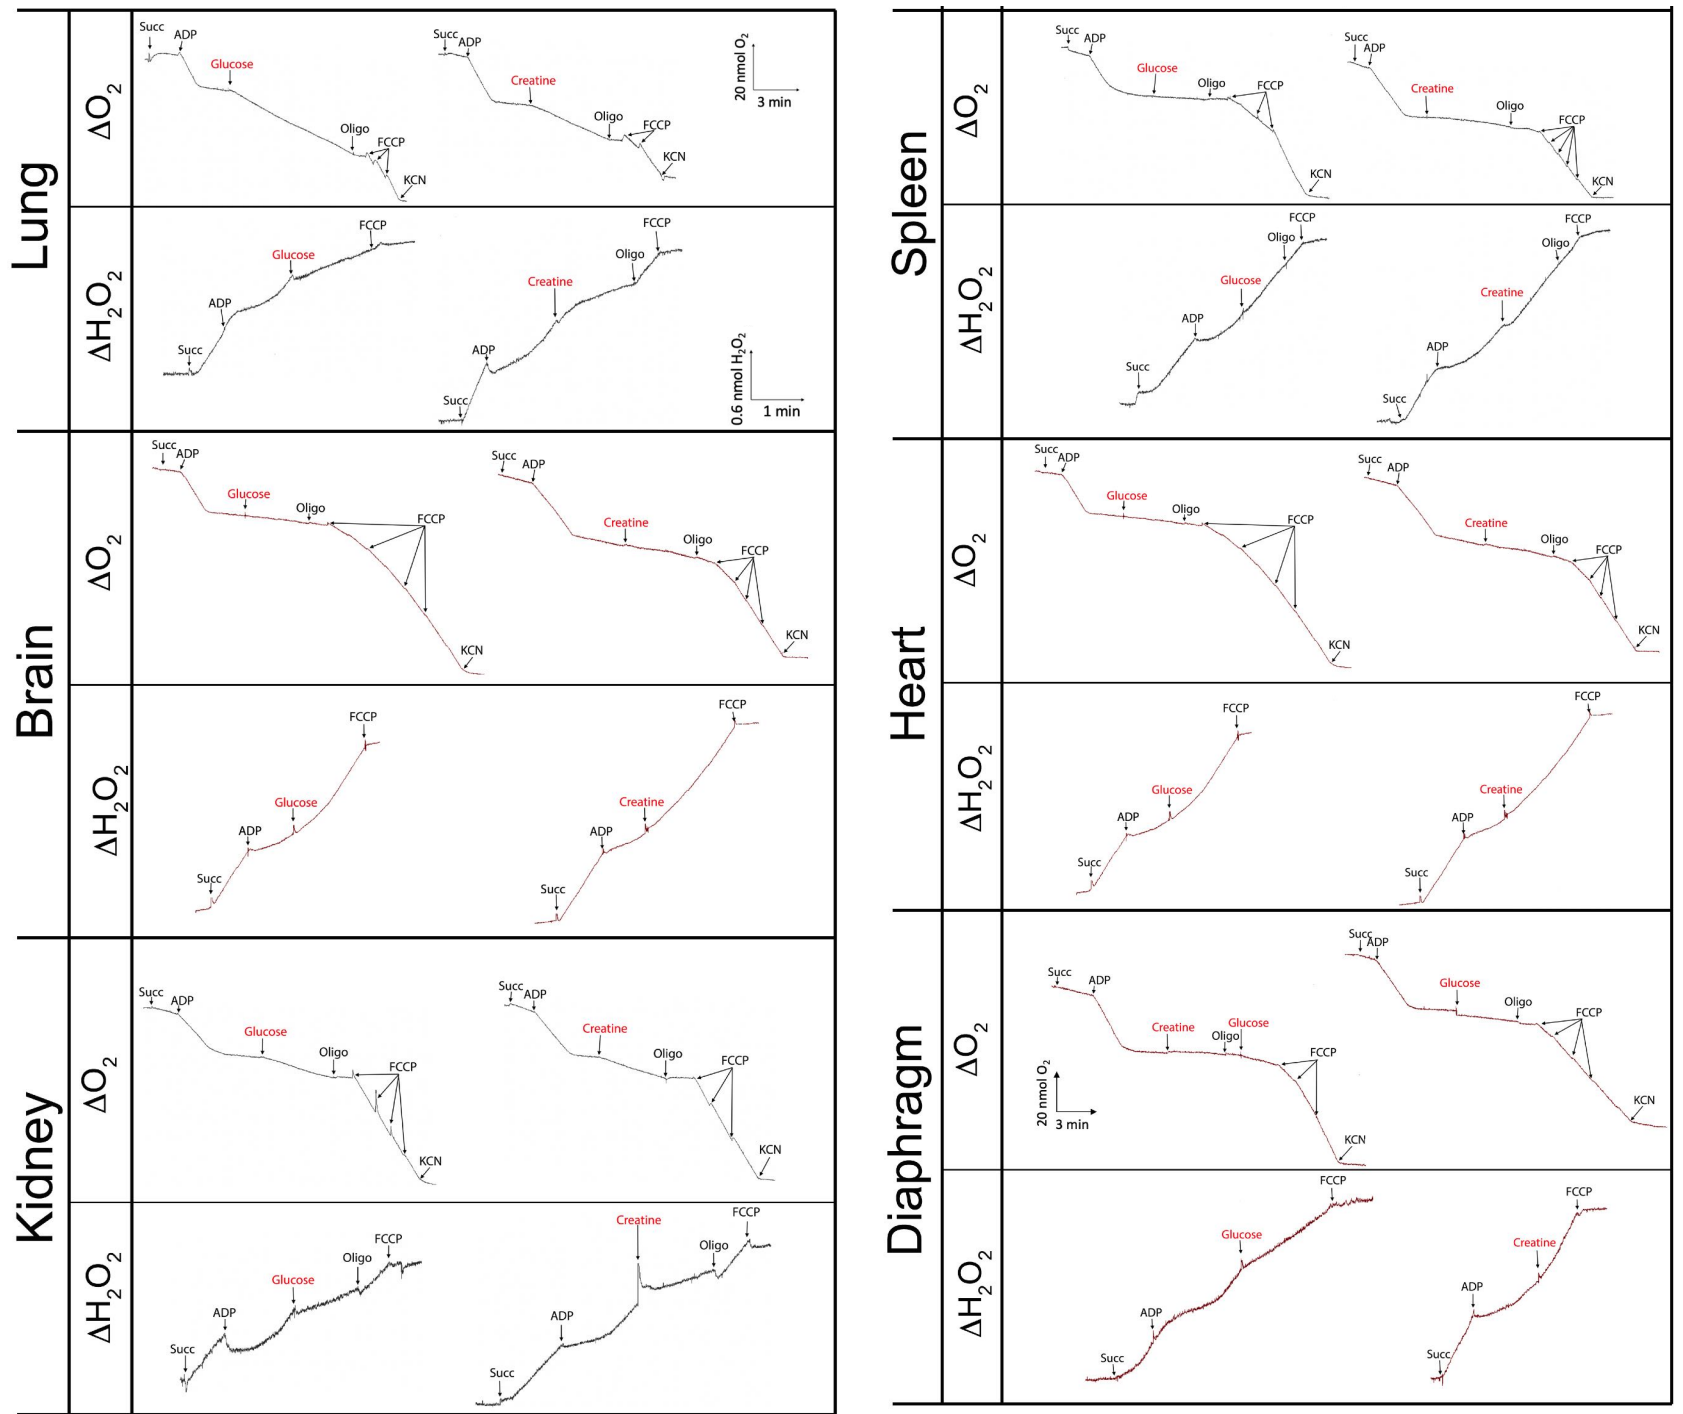 Lung
ΔO2
Succ
ADP
Glucose
Oligo
FCCP
KCN
Succ
ADP
Creatine
Oligo
FCCP
KCN
20 nmol O2
3 min
ΔH2O2
Succ
ADP
Glucose
FCCP
Succ
ADP
Creatine
Oligo
FCCP
0.6 nmol H2O2
1 min
Brain
ΔO2
Succ
ADP
Glucose
Oligo
FCCP
KCN
Succ
ADP
Creatine
Oligo
FCCP
KCN
ΔH2O2
Succ
ADP
Glucose
FCCP
Succ
ADP
Creatine
FCCP
Kidney
ΔO2
Succ
ADP
Glucose
Oligo
FCCP
KCN
Succ
ADP
Creatine
Oligo
FCCP
KCN
ΔH2O2
Succ
ADP
Glucose
Oligo
FCCP
Succ
ADP
Creatine
Oligo
FCCP
Spleen
ΔO2
Succ
ADP
Glucose
Oligo
FCCP
KCN
Succ
ADP
Creatine
Oligo
FCCP
KCN
ΔH2O2
Succ
ADP
Glucose
Oligo
FCCP
Succ
ADP
Creatine
Oligo
FCCP
Heart
ΔO2
Succ
ADP
Glucose
Oligo
FCCP
KCN
Succ
ADP
Creatine
Oligo
FCCP
KCN
ΔH2O2
Succ
ADP
Glucose
FCCP
Succ
ADP
Creatine
FCCP
Diaphragm
ΔO2
Succ
ADP
Creatine
Oligo
Glucose
FCCP
KCN
20 nmol O2
3 min
Succ
ADP
Glucose
Oligo
FCCP
KCN
ΔH2O2
Succ
ADP
Glucose
FCCP
Succ
ADP
Creatine
FCCP